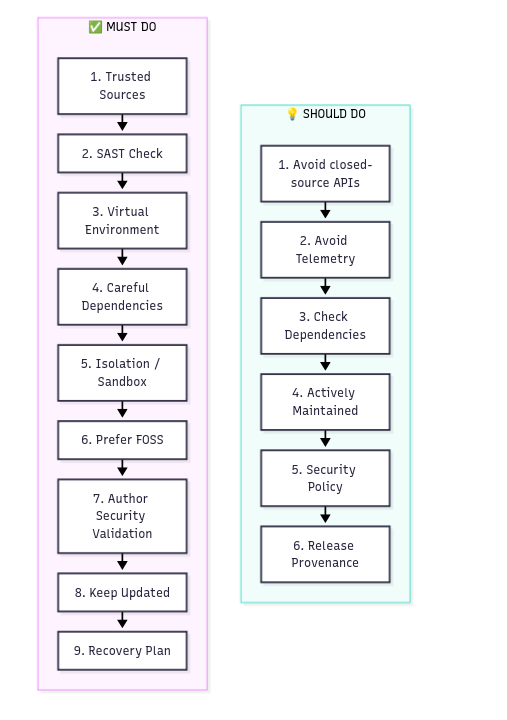 ✅ MUST DO
1. Trusted
Sources
2. SAST Check
3. Virtual
Environment
4. Careful
Dependencies
5. Isolation /
Sandbox
6. Prefer FOSS
7. Author
Security
Validation
8. Keep Updated
9. Recovery Plan
💡 SHOULD DO
1. Avoid closed-
source APIs
2. Avoid
Telemetry
3. Check
Dependencies
4. Actively
Maintained
5. Security
Policy
6. Release
Provenance